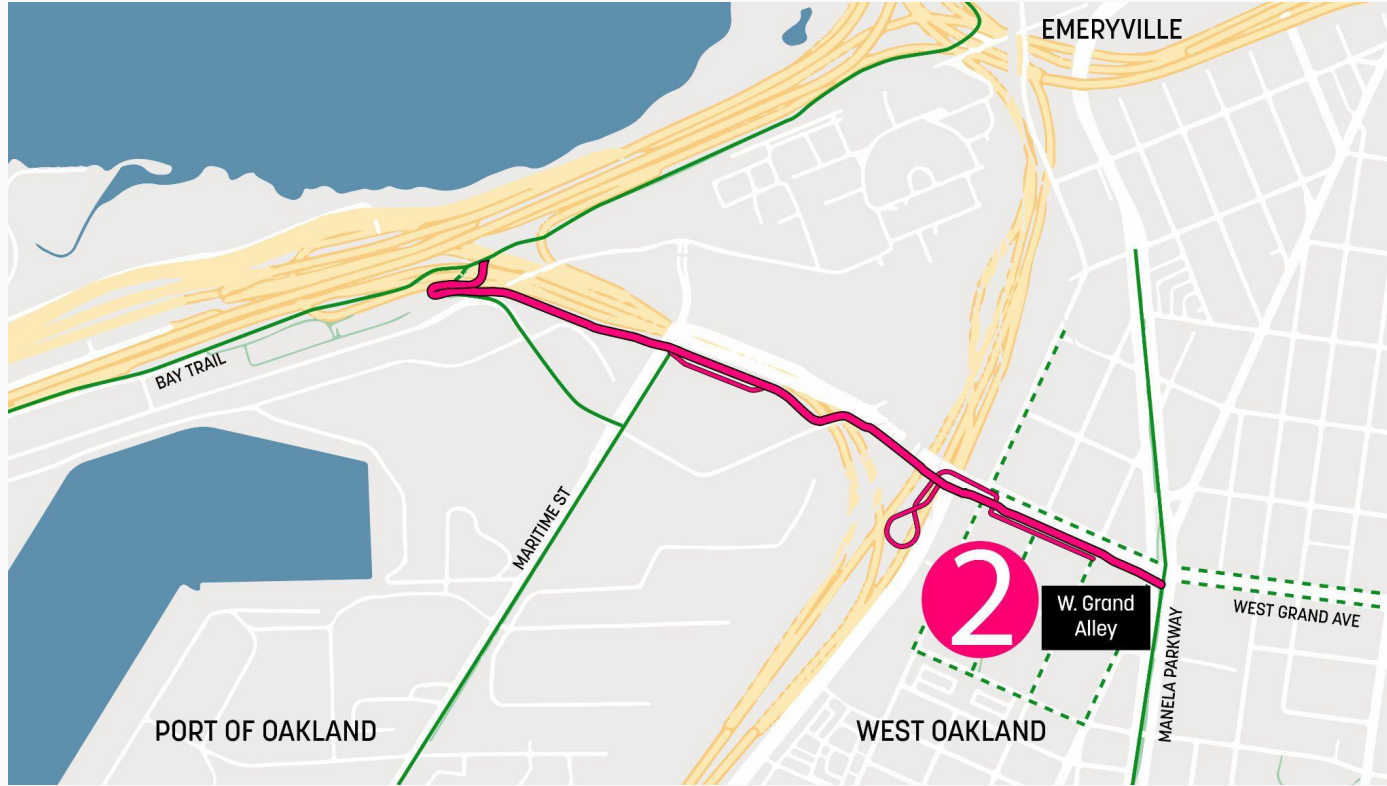 EMERYVILLE
BAY TRAIL
MARITIME ST
2
W. Grand
Alley
WEST GRAND AVE
MANELA PARKWAY
PORT OF OAKLAND
WEST OAKLAND